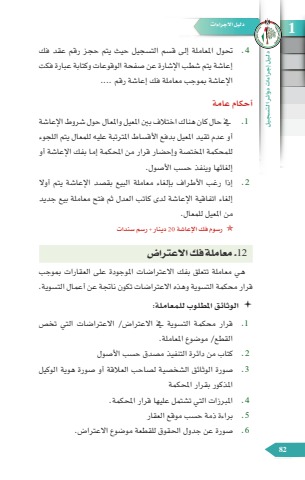 دليل الاجراءات
1
دليل إجراءات دوائر التسجيل
4. تحول المعاملة إلى قسم التسجيل حيث يتم حجز رقم عقد فك
إعاشة يتم شطب الإشارة عن صفحة الوقوعات وكتابة عبارة فكت
الإعاشة بموجب معاملة فك إعاشة رقم ....
أحكام عامة
1. في حال كان هناك اختلاف بين المعيل والمعال حول شروط الإعاشة
أو عدم تقيد المعيل بدفع الأقساط المترتبة عليه للمعال يتم اللجوء
للمحكمة المختصة وإحضار قرار من المحكمة إما بفك الإعاشة أو
إلغائها وينفذ حسب الأصول.
2. إذا رغب الأطراف بإلغاء معاملة البيع بقصد الإعاشة يتم أولا
إلغاء اتفاقية الإعاشة لدى كاتب العدل ثم فتح معاملة بيع جديد
من المعيل للمعال.
رسوم فك الإعاشة 20 دينار + رسم سندات
12. معاملة فك الاعتراض
هي معاملة تتعلق بفك الاعتراضات الموجودة على العقارات بموجب
قرار محكمة التسوية وهذه الاعتراضات تكون ناتجة عن أعمال التسوية.
الوثائق المطلوب للمعاملة:
1. قرار محكمة التسوية في الاعتراض/ الاعتراضات التي تخص
القطع/ موضوع المعاملة.
2. كتاب من دائرة التنفيذ مصدق حسب الأصول
3. صورة الوثائق الشخصية لصاحب العلاقة أو صورة هوية الوكيل
المذكور بقرار المحكمة
4. المبرزات التي تشتمل عليها قرار المحكمة.
5. براءة ذمة حسب موقع العقار
6. صورة عن جدول الحقوق للقطعة موضوع الاعتراض.
82